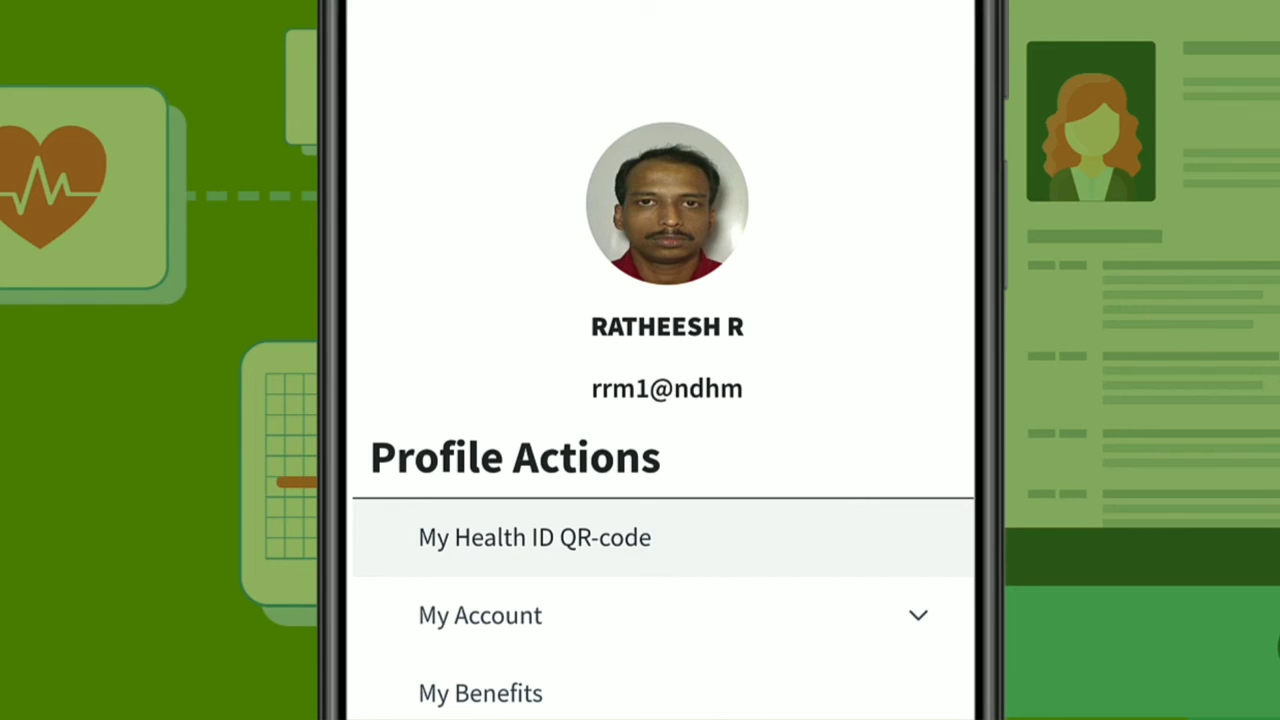 RATHEESH R
rrm1@ndhm
Profile Actions
My Health ID QR-code
My Account
My Benefits